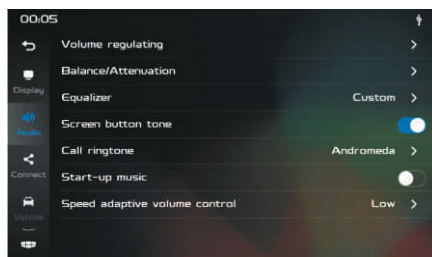 00:05
Volume regulating
Balance/Attenuation
Display
Equalizer Custom
Audio
Screen button tone
Call ringtone Andromeda
Connect
Start-up music
Speed adaptive volume control Low
Vehicle